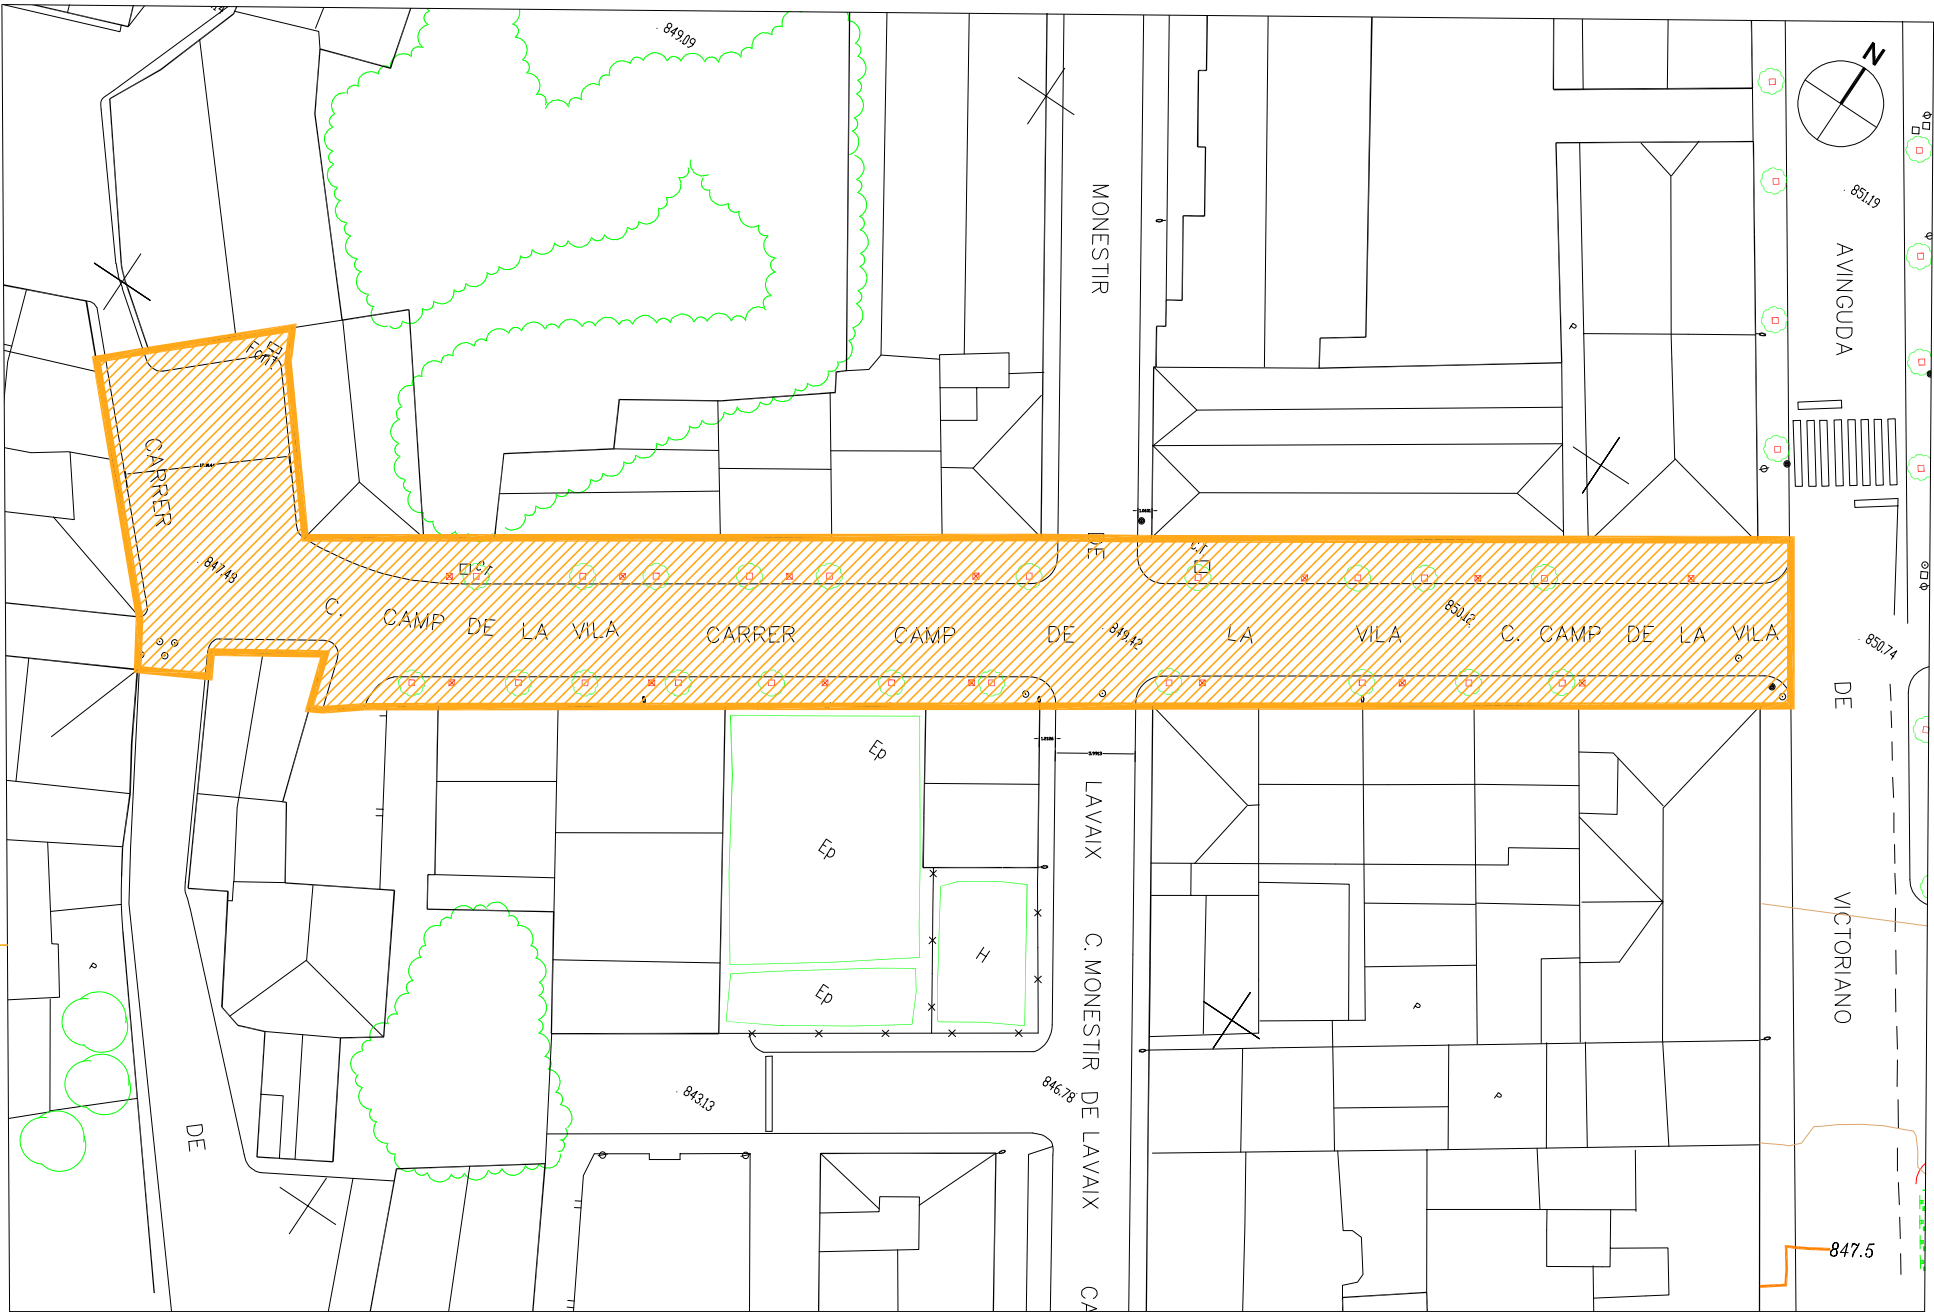 849.09
N
851.19
MONESTIR
AVINGUDA
Font
CARRER
847.43
C.T
C.T
DE
P
C. CAMP DE LA VILA
CARRER CAMP DE LA VILA
C. CAMP DE LA VILA
849.42
850.12
850.74
DE
Ep
Ep
Ep
H
LAVAIX
C. MONESTIR DE LAVAIX
CA
VICTORIANO
P
P
P
843.13
846.78
DE
847.5